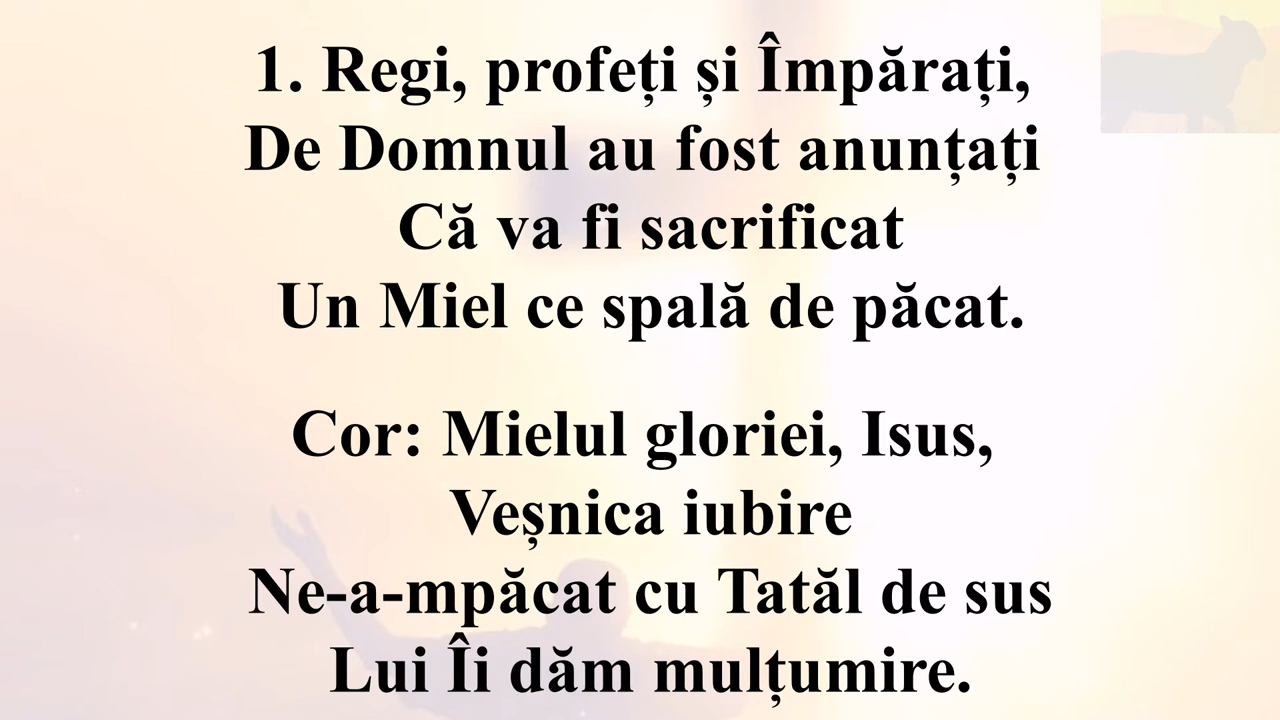 1. Regi, profeți și Împărați,
De Domnul au fost anunțați
Că va fi sacrificat
Un Miel ce spală de păcat.
Cor: Mielul gloriei, Isus,
Veșnica iubire
Ne-a-mpăcat cu Tatăl de sus
Lui Îi dăm mulțumire.